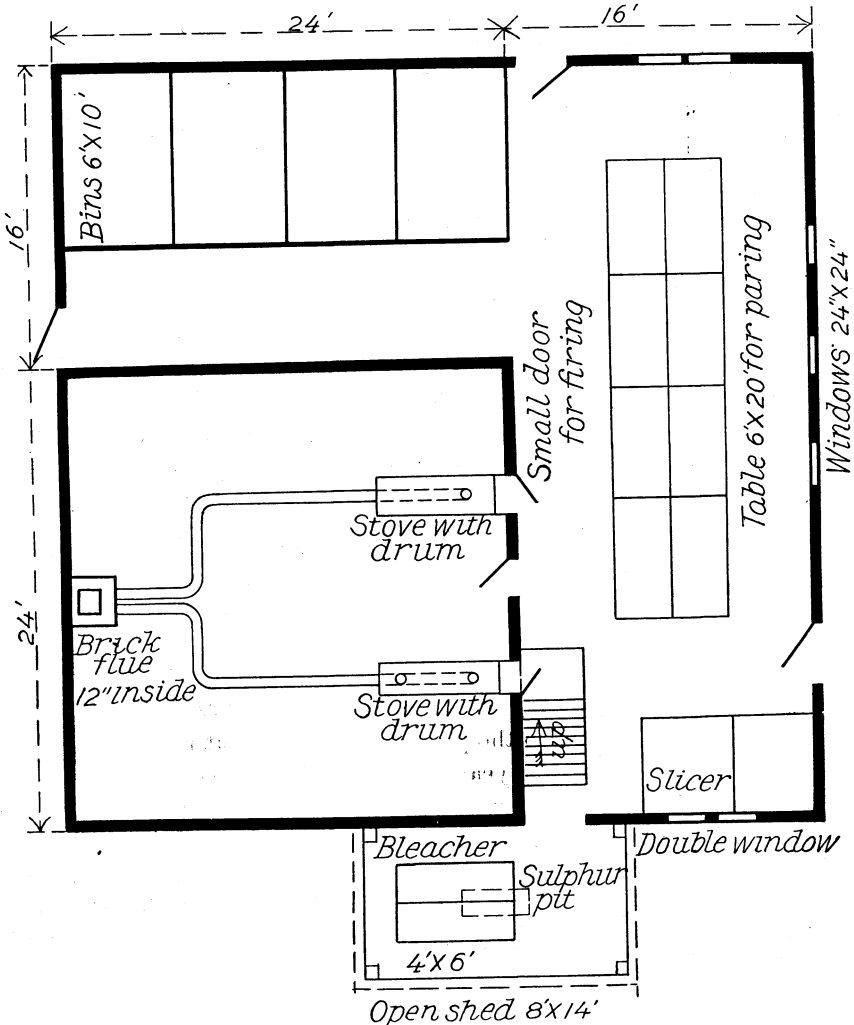 24'
16'
16'
Bins 6'X10'
Small door
for firing
Table 6'X20' for paring
Windows 24"X24"
Stove with
drum
24'
Brick
flue
12" inside
Stove with
drum
up
Slicer
Bleacher
Double window
Sulphur
pit
4'X6'
Open shed 8'X14'